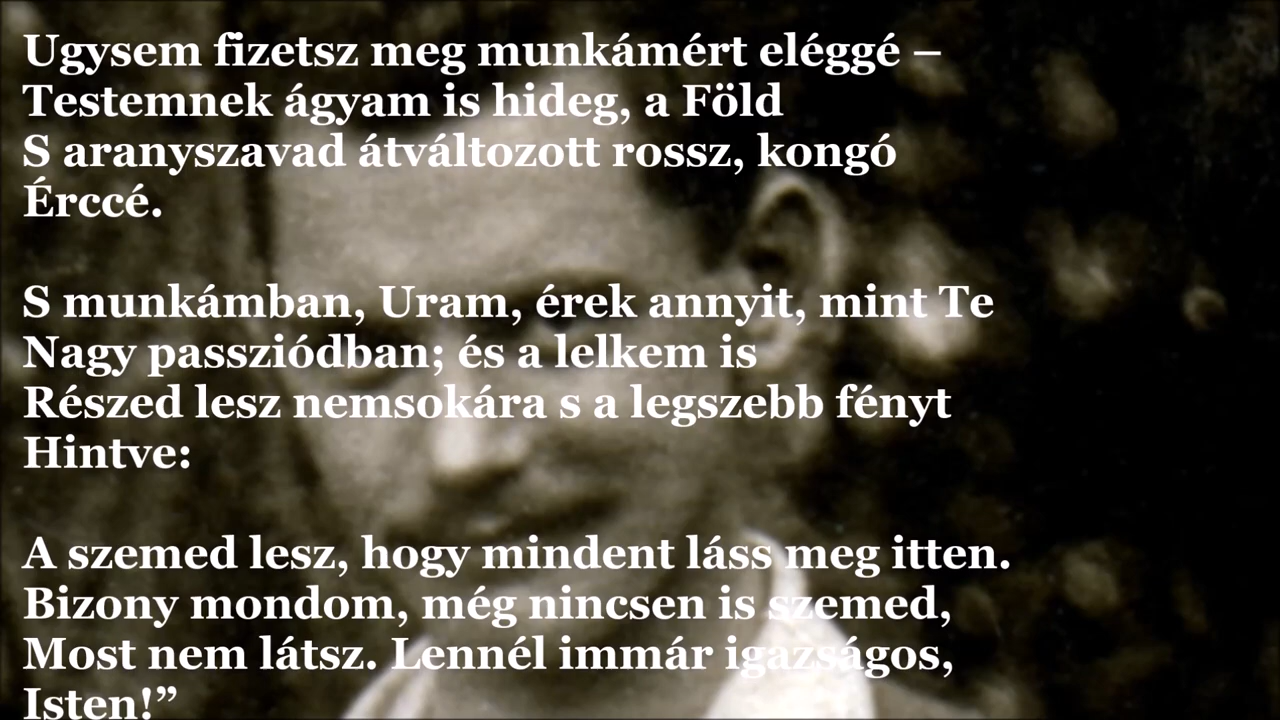 Ugysem fizetsz meg munkámért eléggé –
Testemnek ágyam is hideg, a Föld
S aranyszavad átváltozott rossz, kongó
Érccé.
S munkámban, Uram, érek annyit, mint Te
Nagy passziódban; és a lelkem is
Részed lesz nemsokára s a legszebb fényt
Hintve:
A szemed lesz, hogy mindent láss meg itten.
Bizony mondom, még nincsen is szemed,
Most nem látsz. Lennél immár igazságos,
Isten!”